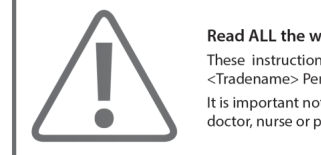 Read ALL the w
These instruction
<Tradename> Per
It is important no
doctor, nurse or p